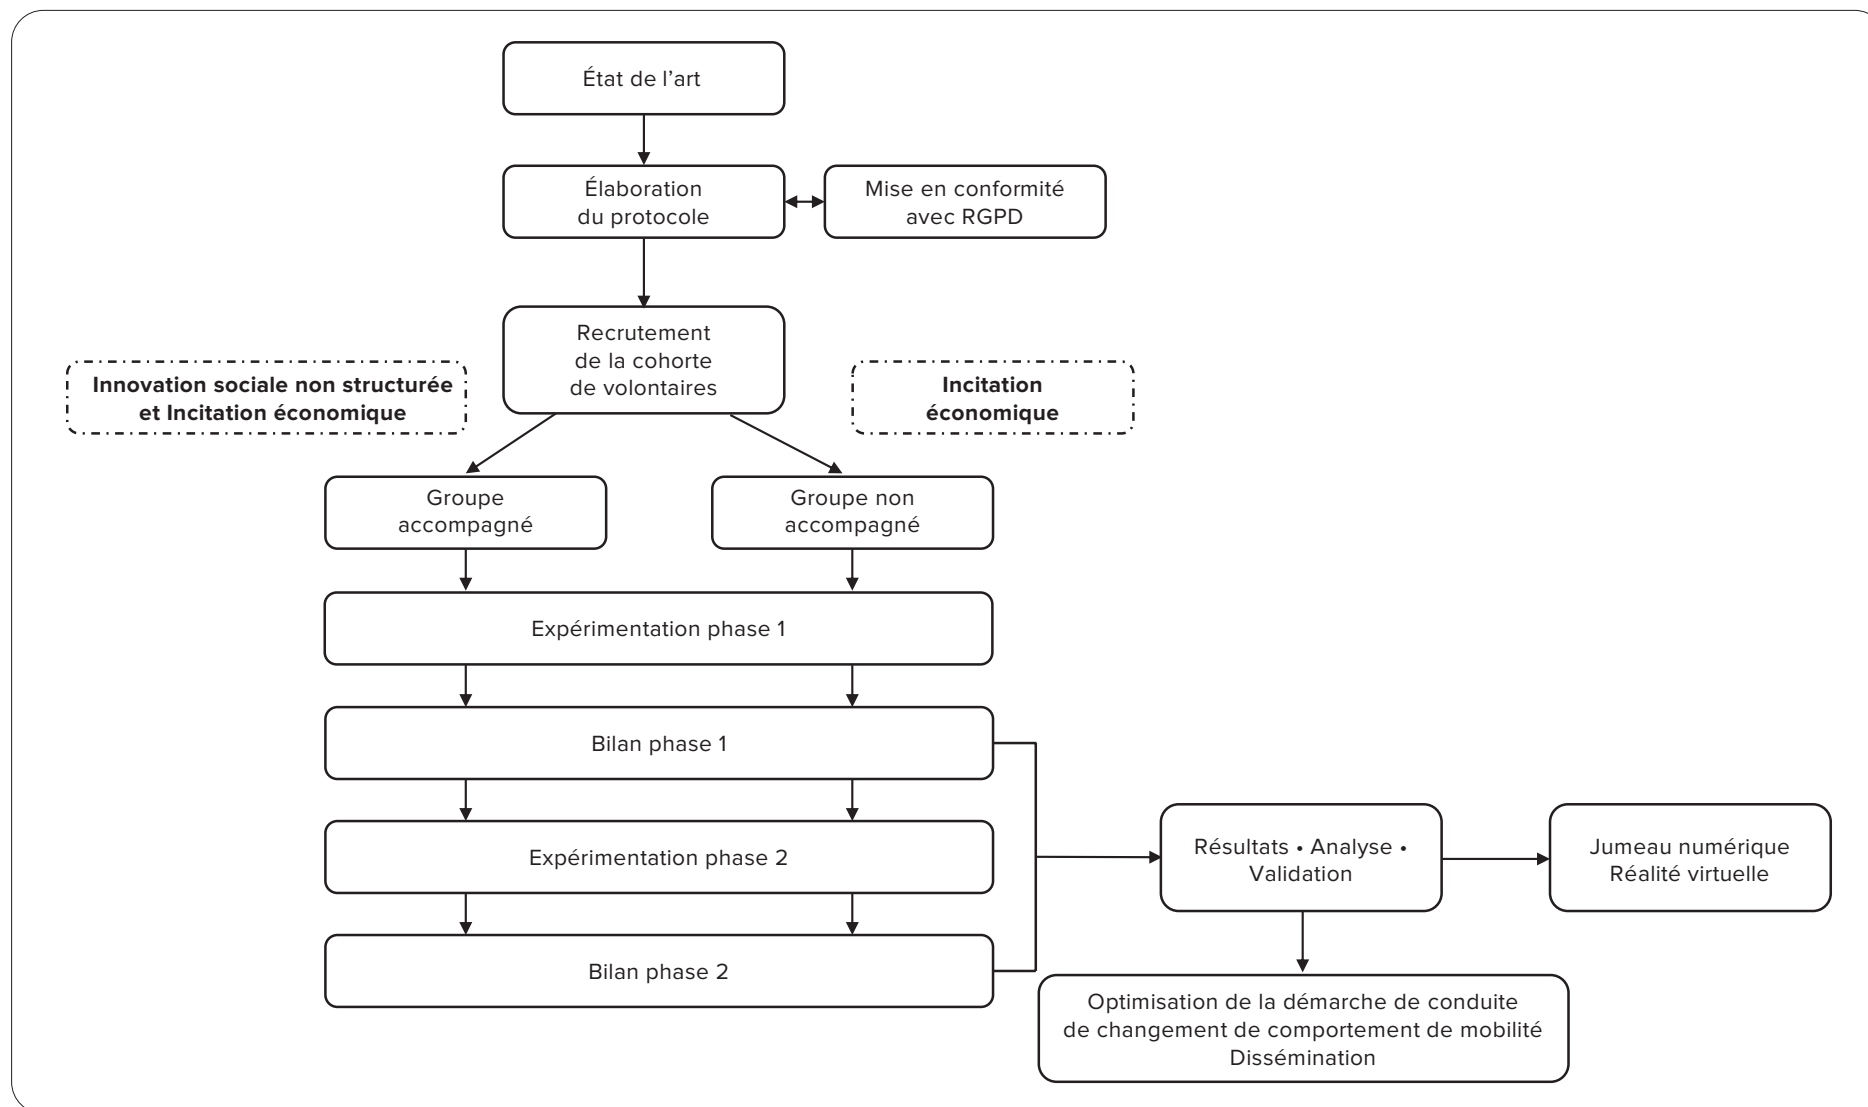 État de l’art
Élaboration
du protocole
Mise en conformité
avec RGPD
Recrutement
de la cohorte
de volontaires
Innovation sociale non structurée
et Incitation économique
Incitation
économique
Groupe
accompagné
Groupe non
accompagné
Expérimentation phase 1
Bilan phase 1
Expérimentation phase 2
Bilan phase 2
Résultats • Analyse •
Validation
Jumeau numérique
Réalité virtuelle
Optimisation de la démarche de conduite
de changement de comportement de mobilité
Dissémination